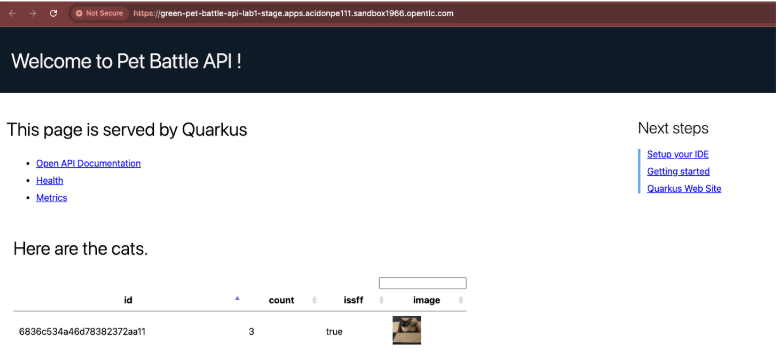 Not Secure https://green-pet-battle-api-lab1-stage.apps.acidonpe111.sandbox1966.opentlc.com
Welcome to Pet Battle API !
This page is served by Quarkus
Open API Documentation
Health
Metrics
Next steps
Setup your IDE
Getting started
Quarkus Web Site
Here are the cats.
id count issff image
6836c534a46d78382372aa11 3 true